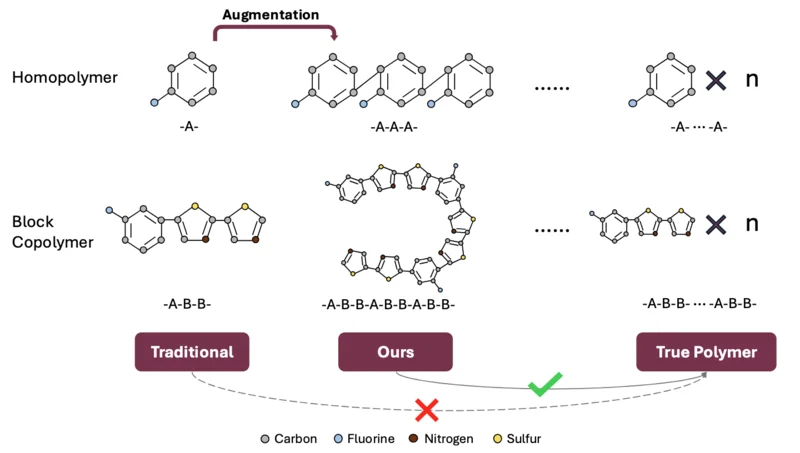 Augmentation
Homopolymer
...... 
n
-A-
-A-A-A-
-A- ··· -A-
Block
Copolymer
......
n
-A-B-B-
-A-B-B-A-B-B-A-B-B-
-A-B-B- ··· -A-B-B-
Traditional
Ours
True Polymer
Carbon
Fluorine
Nitrogen
Sulfur